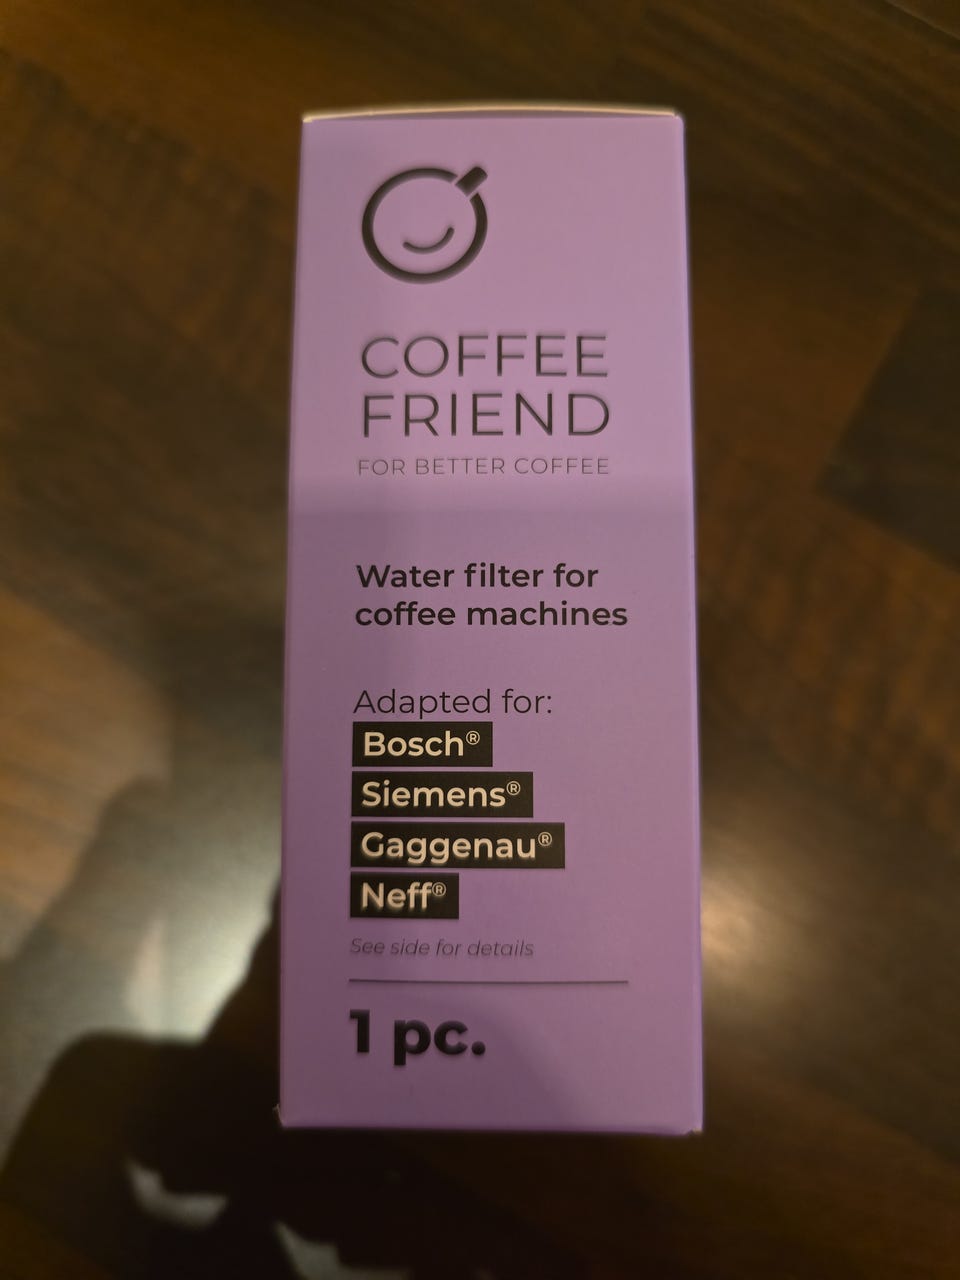 COFFEE
FRIEND
FOR BETTER COFFEE
Water filter for
coffee machines
Adapted for:
Bosch®
Siemens®
Gaggenau®
Neff®
See side for details
1 pc.